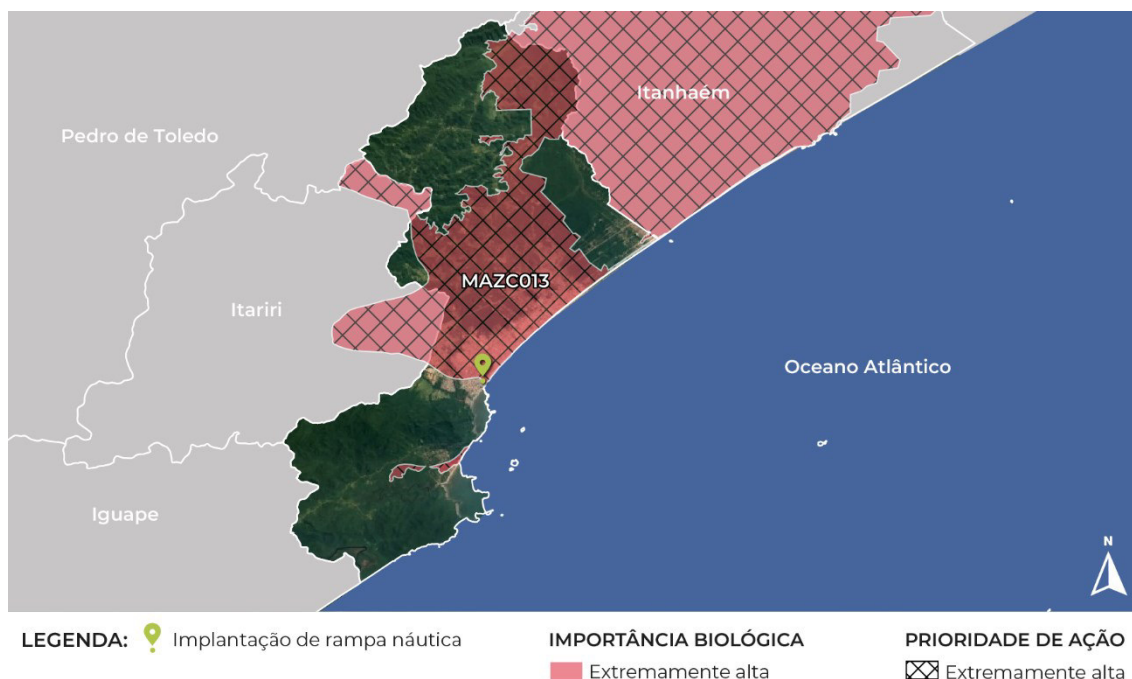 Itanhaém
Pedro de Toledo
MAZC013
Itariri
Oceano Atlântico
Iguape
N
LEGENDA:
Implantação de rampa náutica
IMPORTÂNCIA BIOLÓGICA
Extremamente alta
PRIORIDADE DE AÇÃO
Extremamente alta